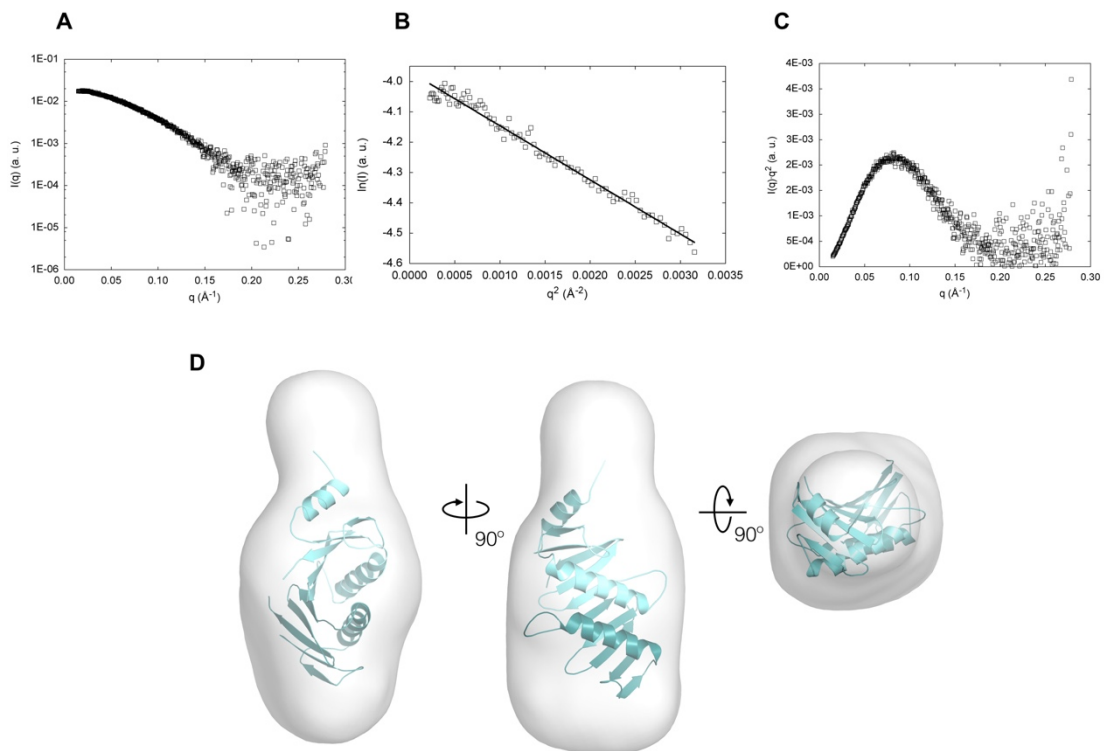 A
1E-01
1E-02
1E-03
1E-04
1E-05
1E-06
I(q) (a. u.)
0.00 0.05 0.10 0.15 0.20 0.25 0.30
q (Å-1)
B
-4.0
-4.1
-4.2
-4.3
-4.4
-4.5
-4.6
ln(I) (a. u.)
0.0000 0.0005 0.0010 0.0015 0.0020 0.0025 0.0030 0.0035
q2 (Å-2)
C
4E-03
4E-03
3E-03
3E-03
2E-03
2E-03
1E-03
5E-04
0E+00
I(q)·q2 (a. u.)
0.00 0.05 0.10 0.15 0.20 0.25 0.30
q (Å-1)
D
90°
90°